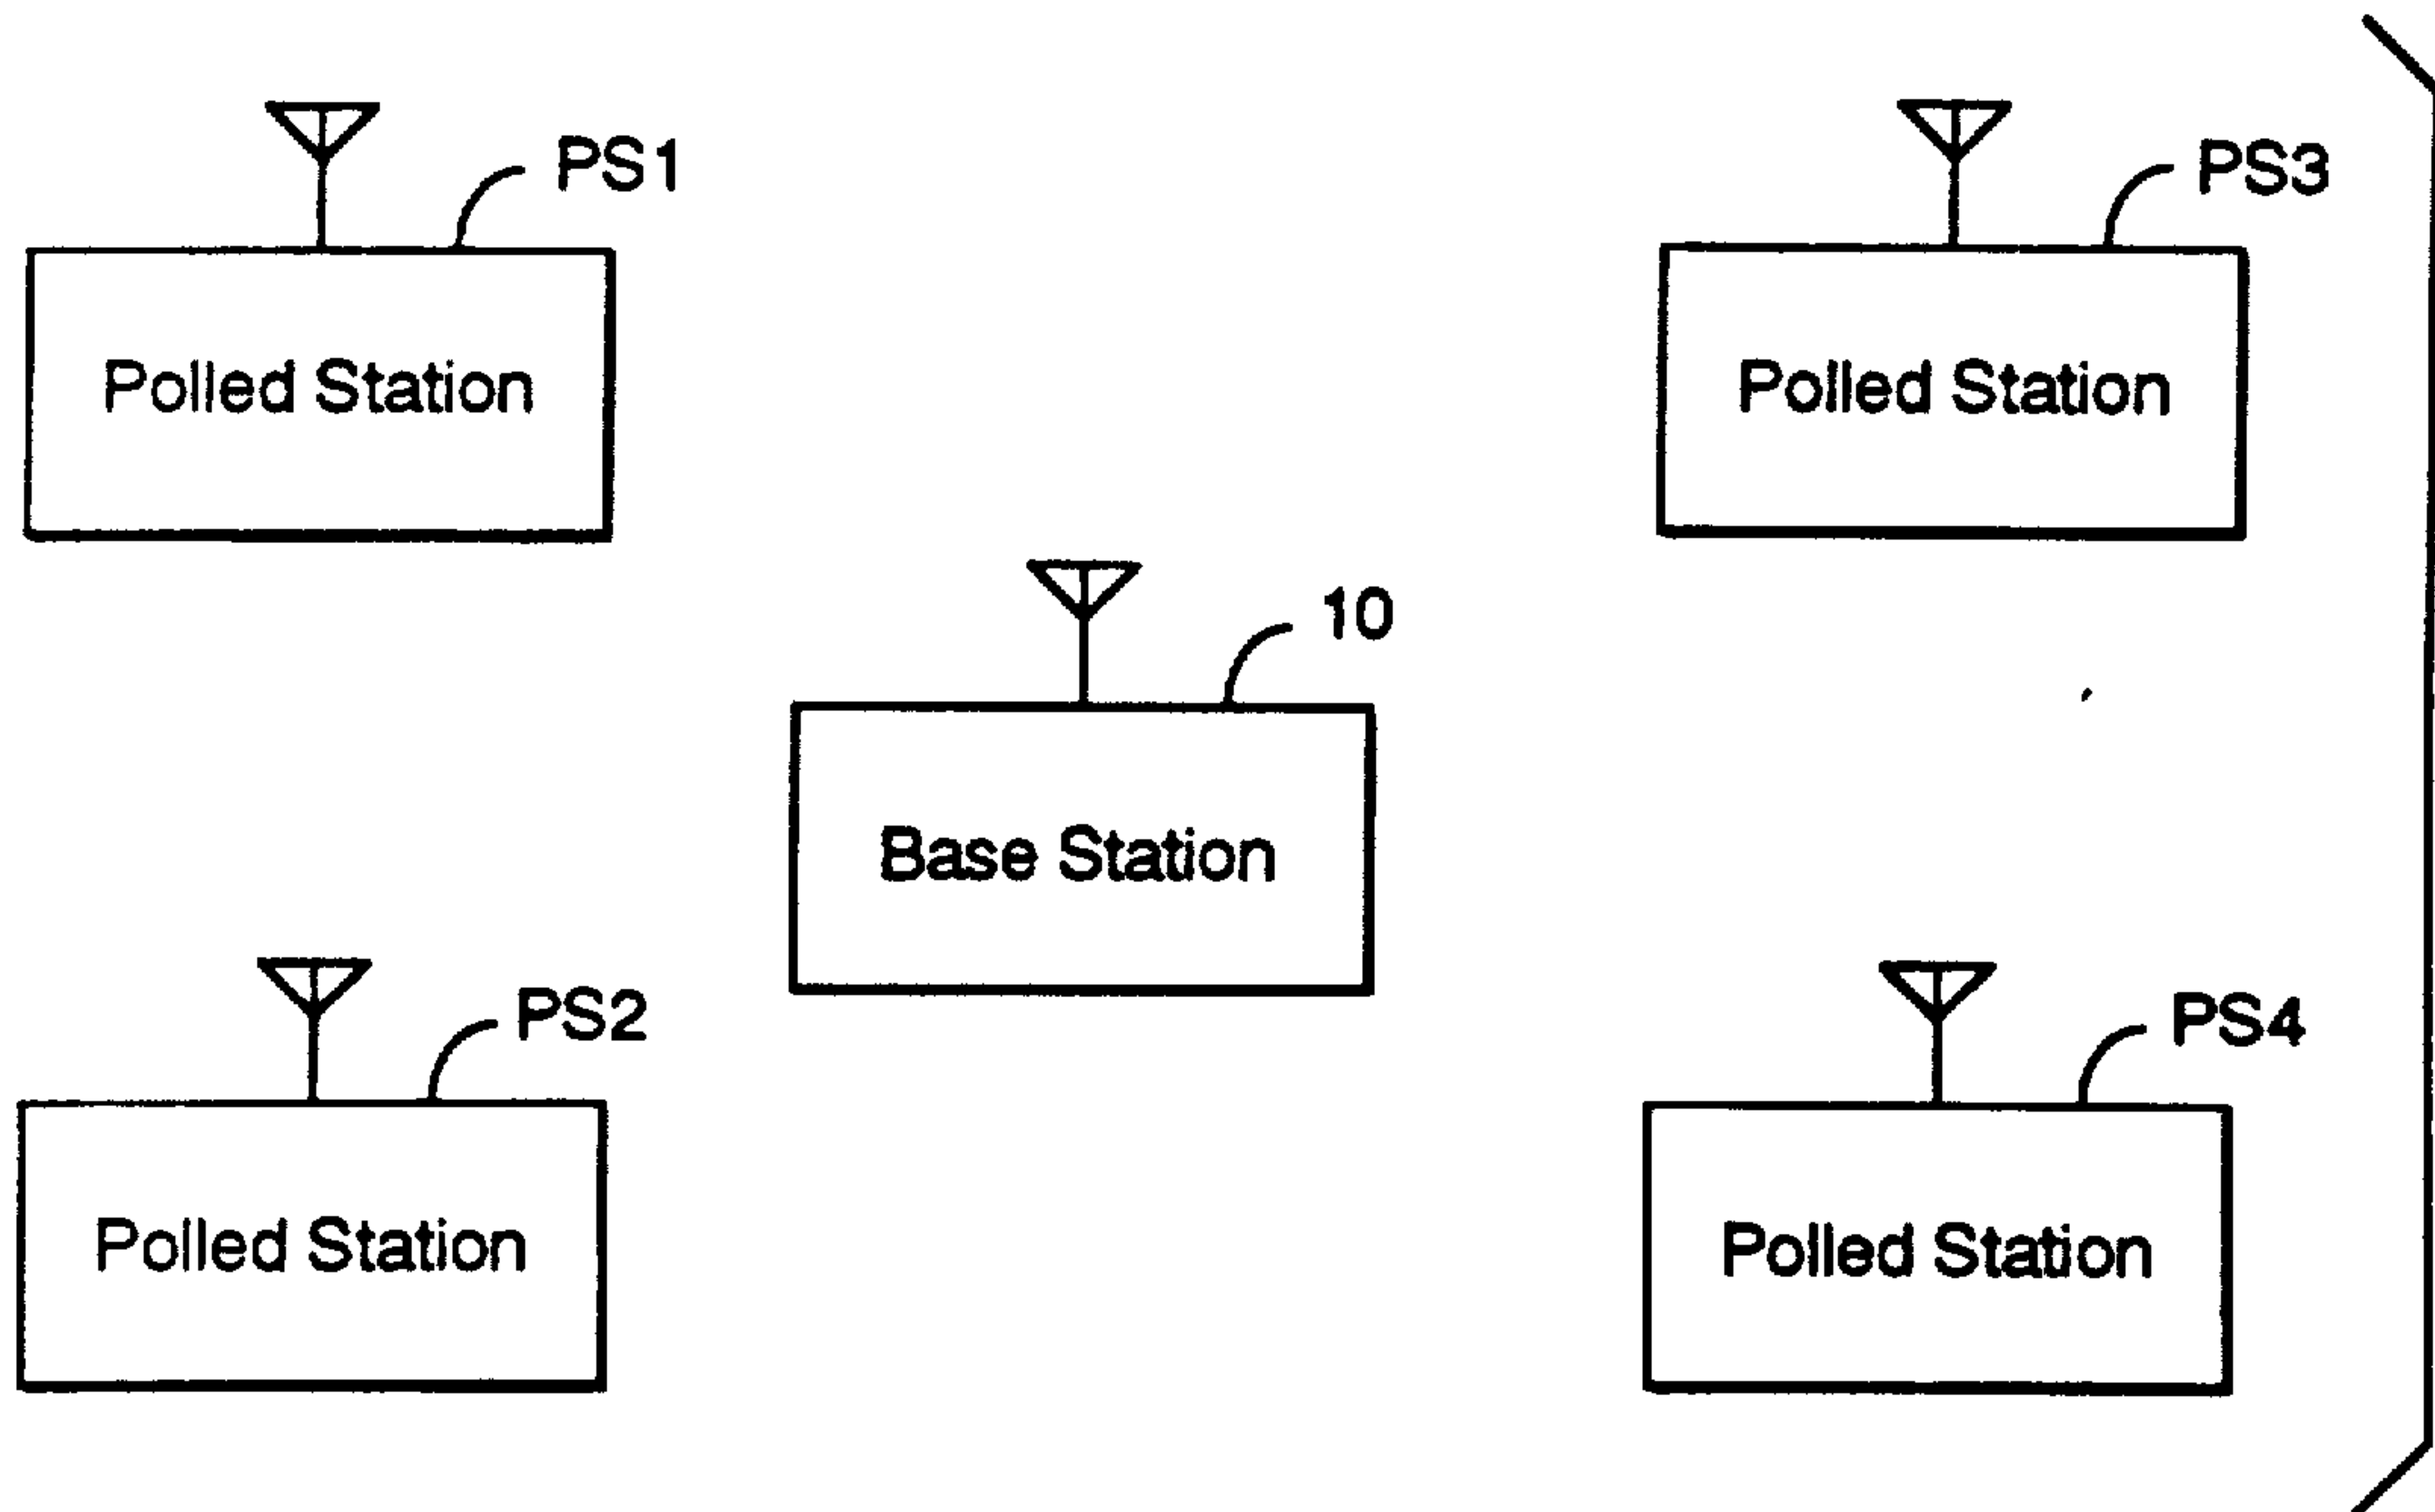 PS1
Polled Station
PS3
Polled Station
10
Base Station
PS2
Polled Station
PS4
Polled Station